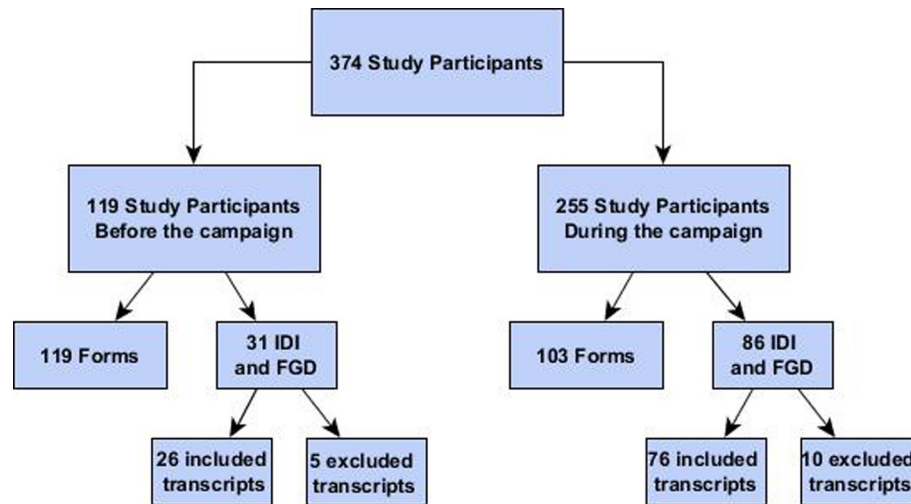 374 Study Participants
119 Study Participants
Before the campaign
255 Study Participants
During the campaign
119 Forms
31 IDI
and FGD
103 Forms
86 IDI
and FGD
26 included
transcripts
5 excluded
transcripts
76 included
transcripts
10 excluded
transcripts